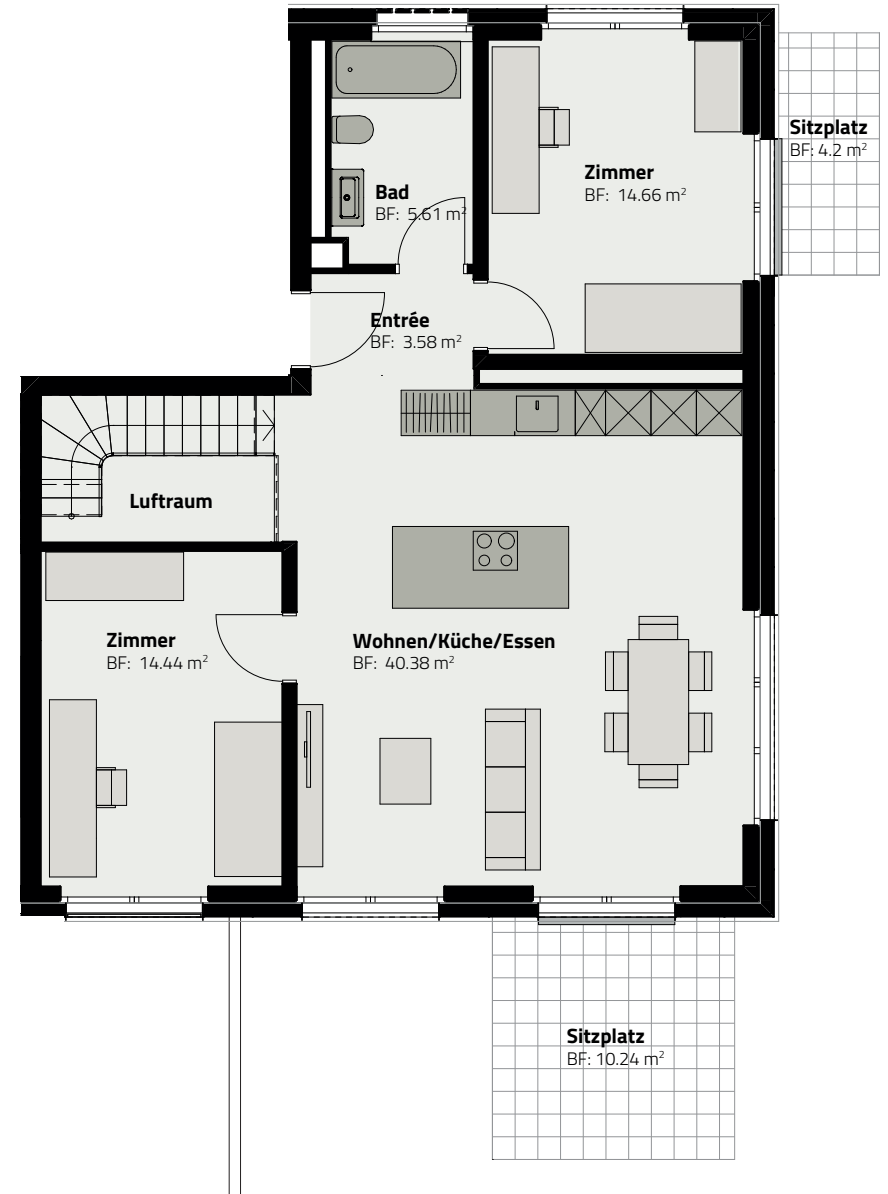 Sitzplatz
BF: 4.2 m²
Zimmer
BF: 14.66 m²
Bad
BF: 5.61 m²
Entrée
BF: 3.58 m²
Luftraum
Zimmer
BF: 14.44 m²
Wohnen/Küche/Essen
BF: 40.38 m²
Sitzplatz
BF: 10.24 m²